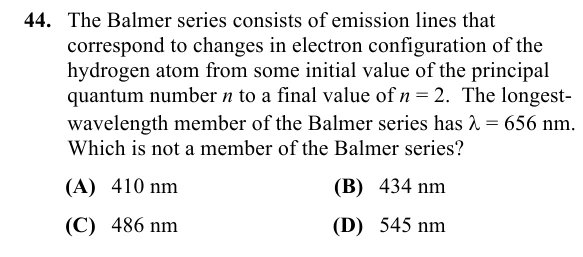 44. The Balmer series consists of emission lines that
correspond to changes in electron configuration of the
hydrogen atom from some initial value of the principal
quantum number n to a final value of n = 2. The longest-
wavelength member of the Balmer series has λ = 656 nm.
Which is not a member of the Balmer series?
(A) 410 nm (B) 434 nm
(C) 486 nm (D) 545 nm